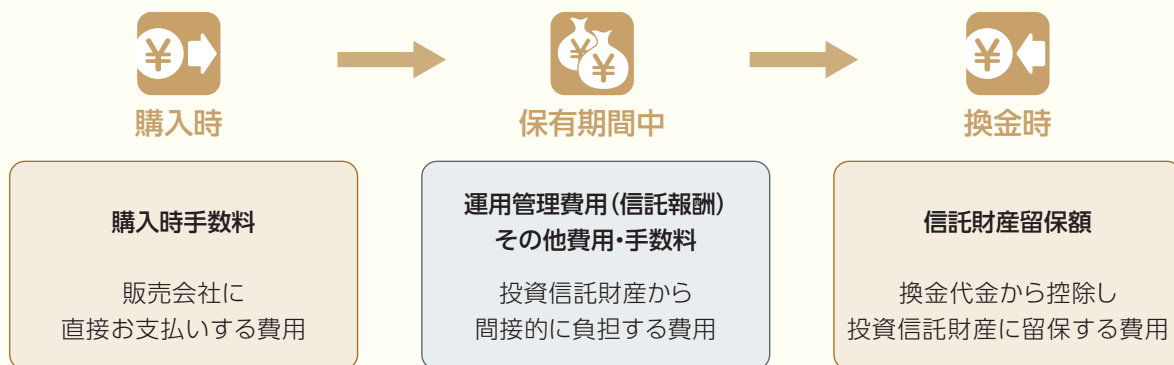 ¥
¥
¥
¥
購入時
保有期間中
換金時
購入時手数料
販売会社に
直接お支払いする費用
運用管理費用(信託報酬)
その他費用・手数料
投資信託財産から
間接的に負担する費用
信託財産留保額
換金代金から控除し
投資信託財産に留保する費用